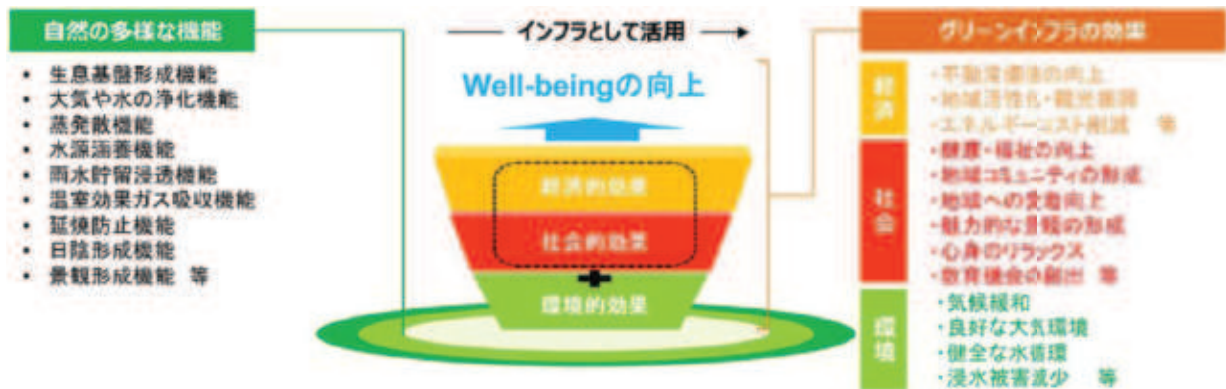 自然の多様な機能
• 生息基盤形成機能
• 大気や水の浄化機能
• 蒸発散機能
• 水源涵養機能
• 雨水貯留浸透機能
• 温室効果ガス吸収機能
• 延焼防止機能
• 日陰形成機能
• 景観形成機能 等
インフラとして活用
Well-beingの向上
経済的効果
社会的効果
環境的効果
グリーンインフラの効果
経済
・不動産価値の向上
・地域活性化・観光振興
・エネルギーコスト削減 等
社会
・健康・福祉の向上
・地域コミュニティの形成
・地域への愛着向上
・魅力的な景観の形成
・心身のリラックス
・教育機会の創出 等
環境
・気候緩和
・良好な大気環境
・健全な水循環
・浸水被害減少 等